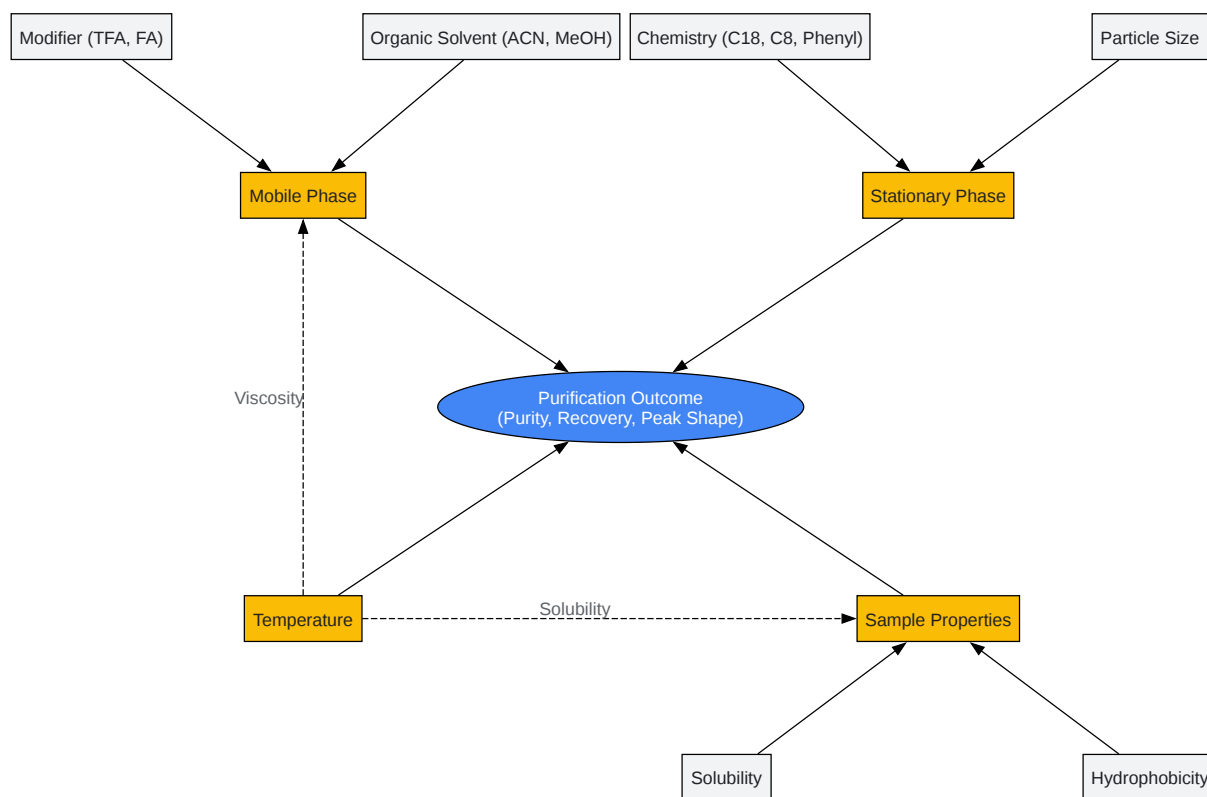 Modifier (TFA, FA)
Organic Solvent (ACN, MeOH)
Chemistry (C18, C8, Phenyl)
Particle Size
Mobile Phase
Stationary Phase
Viscosity
Purification Outcome
(Purity, Recovery, Peak Shape)
Temperature
Solubility
Sample Properties
Solubility
Hydrophobicity